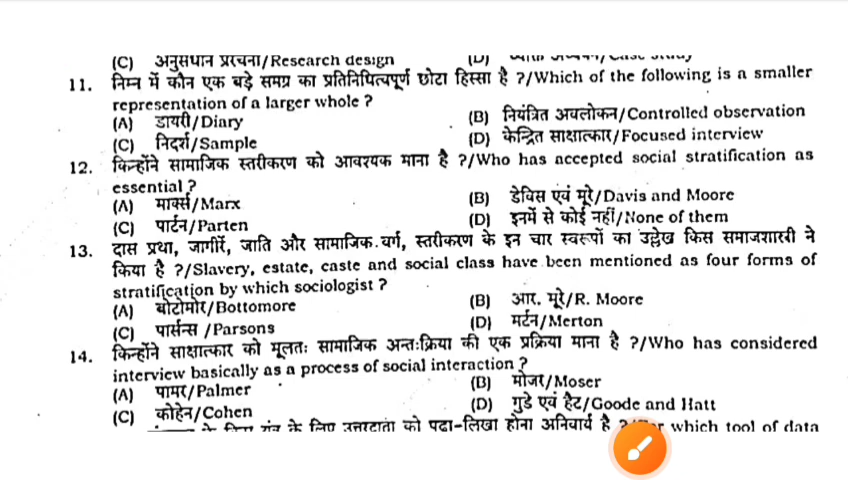 (C) अनुसंधान प्ररचना/Research design (D)
11. निम्न में कौन एक बड़े समग्र का प्रतिनिधित्वपूर्ण छोटा हिस्सा है ?/Which of the following is a smaller
representation of a larger whole ?
(A) डायरी/Diary (B) नियंत्रित अवलोकन/Controlled observation
(C) निदर्श/Sample (D) केन्द्रित साक्षात्कार/Focused interview
12. किन्होंने सामाजिक स्तरीकरण को आवश्यक माना है ?/Who has accepted social stratification as
essential ?
(A) मार्क्स/Marx (B) डेविस एवं मूरे/Davis and Moore
(C) पार्टन/Parten (D) इनमें से कोई नहीं/None of them
13. दास प्रथा, जागीरें, जाति और सामाजिक वर्ग, स्तरीकरण के इन चार स्वरूपों का उल्लेख किस समाजशास्त्री ने
किया है ?/Slavery, estate, caste and social class have been mentioned as four forms of
stratification by which sociologist ?
(A) बोटोमोर/Bottomore (B) आर. मूरे/R. Moore
(C) पार्सन्स /Parsons (D) मर्टन/Merton
14. किन्होंने साक्षात्कार को मूलतः सामाजिक अन्तःक्रिया की एक प्रक्रिया माना है ?/Who has considered
interview basically as a process of social interaction ?
(A) पामर/Palmer (B) मोजर/Moser
(C) कोहेन/Cohen (D) गुडे एवं हैट/Goode and Hatt
के लिए उत्तरदाता को पढ़ा-लिखा होना अनिवार्य है ? which tool of data